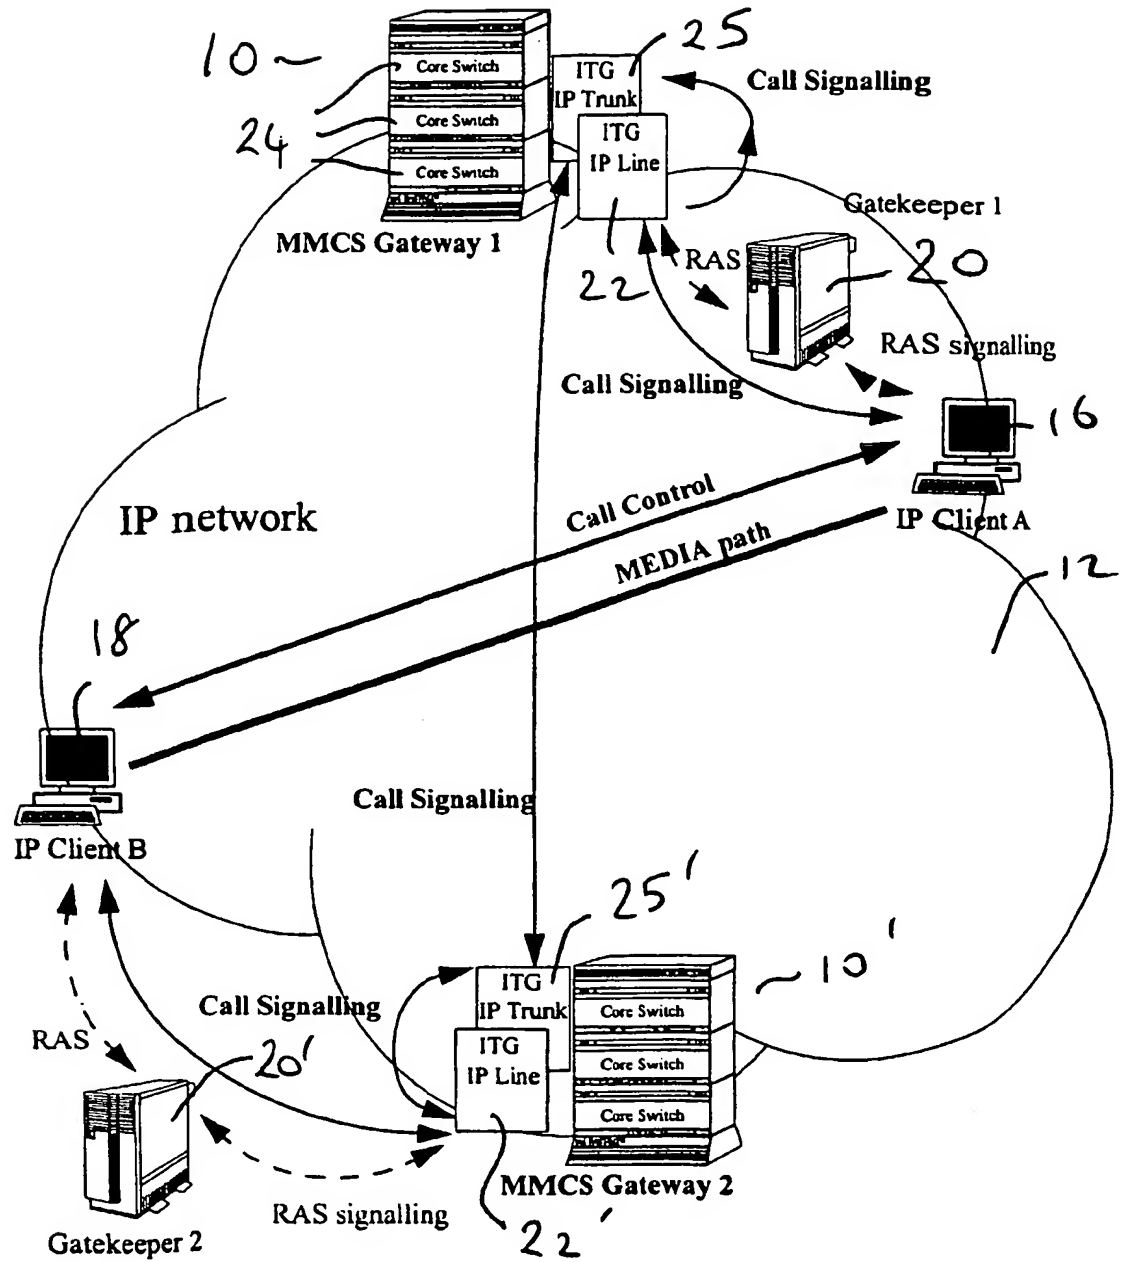 10
25
Core Switch
ITG
IP Trunk
Call Signalling
Core Switch
24
ITG
IP Line
Core Switch
Gatekeeper 1
MMCS Gateway 1
22
RAS
20
RAS signalling
Call Signalling
16
IP network
Call Control
IP Client A
MEDIA path
12
18
Call Signalling
IP Client B
25'
10'
ITG
IP Trunk
Core Switch
Call Signalling
RAS
20'
ITG
IP Line
Core Switch
Core Switch
MMCS Gateway 2
RAS signalling
22'
Gatekeeper 2